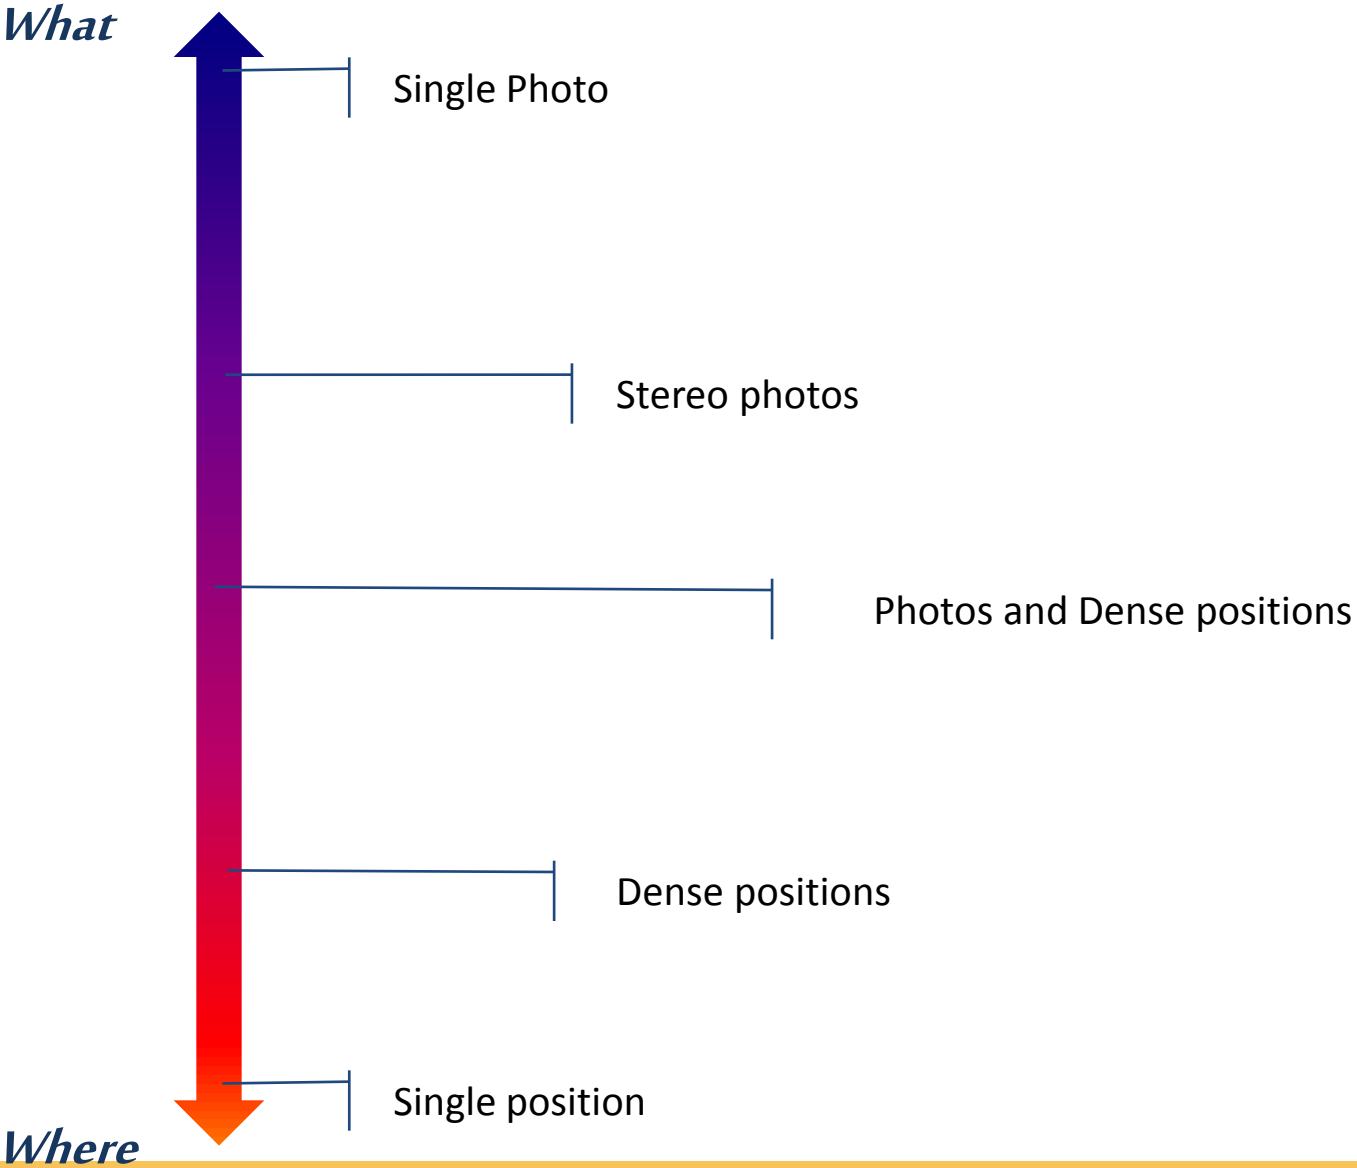 What
Single Photo
Stereo photos
Photos and Dense positions
Dense positions
Single position
Where